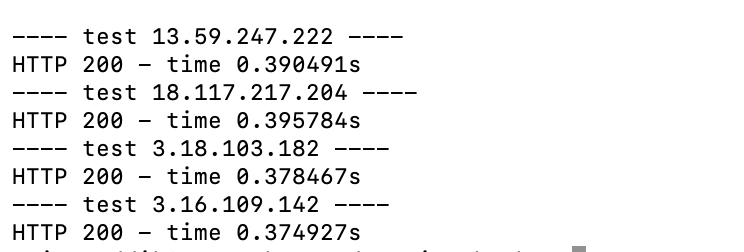 ---- test 13.59.247.222 ----
HTTP 200 - time 0.390491s
---- test 18.117.217.204 ----
HTTP 200 - time 0.395784s
---- test 3.18.103.182 ----
HTTP 200 - time 0.378467s
---- test 3.16.109.142 ----
HTTP 200 - time 0.374927s